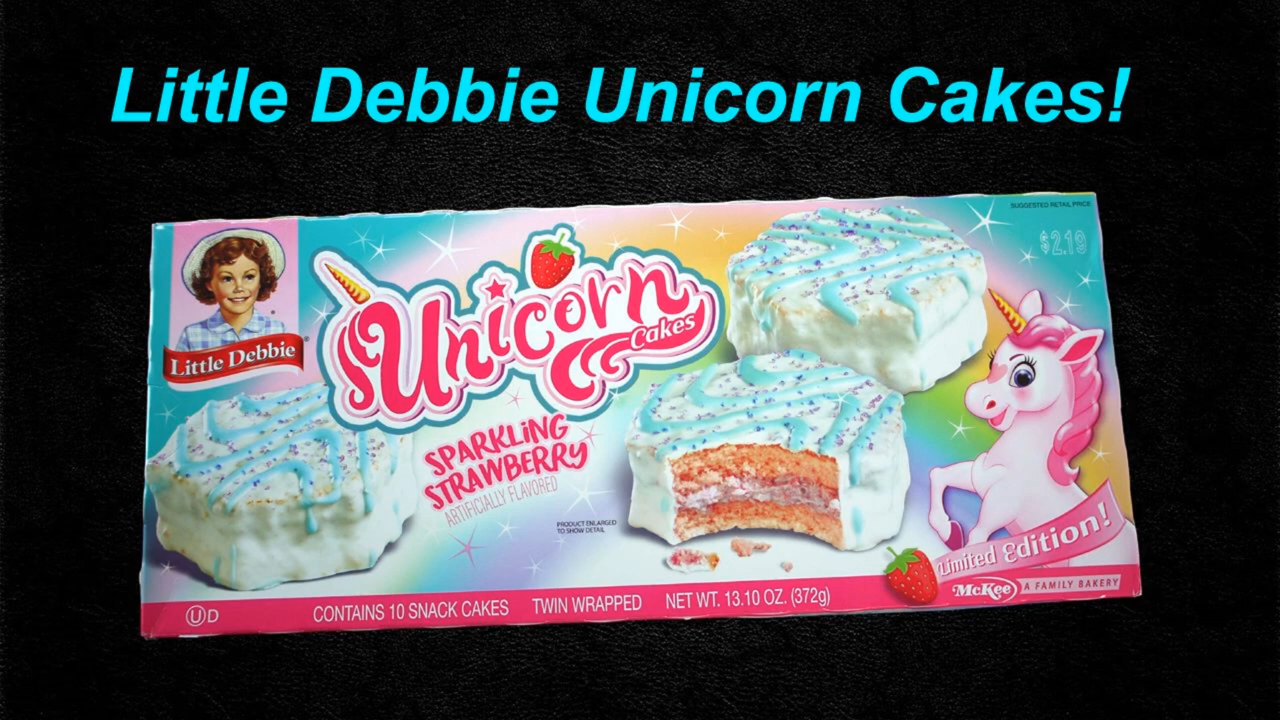 Little Debbie Unicorn Cakes!
SUGGESTED RETAIL PRICE
$2.19
Little Debbie
Unicorn
Cakes
SPARKLING
STRAWBERRY
ARTIFICIALLY FLAVORED
PRODUCT ENLARGED
TO SHOW DETAIL
Limited Edition!
McKee A FAMILY BAKERY
UD CONTAINS 10 SNACK CAKES TWIN WRAPPED NET WT. 13.10 OZ. (372g)